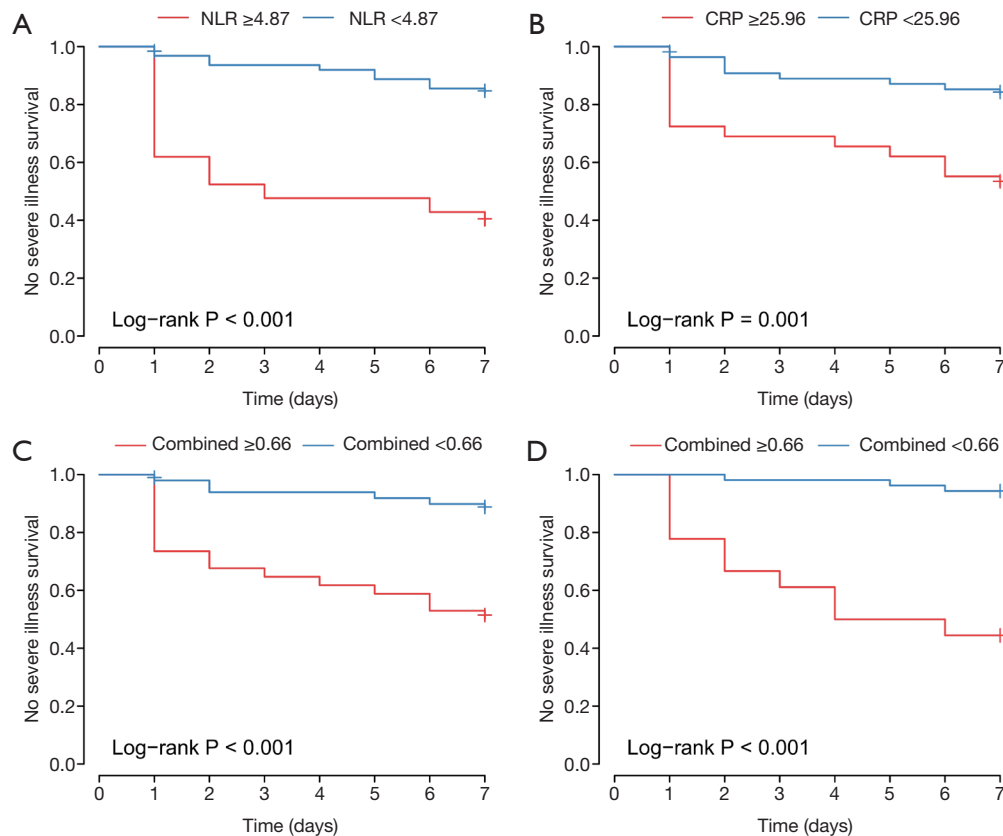 A
NLR ≥4.87 NLR <4.87
No severe illness survival
1.0
0.8
0.6
0.4
0.2
0.0
Log−rank P < 0.001
0 1 2 3 4 5 6 7
Time (days)
B
CRP ≥25.96 CRP <25.96
No severe illness survival
1.0
0.8
0.6
0.4
0.2
0.0
Log−rank P = 0.001
0 1 2 3 4 5 6 7
Time (days)
C
Combined ≥0.66 Combined <0.66
No severe illness survival
1.0
0.8
0.6
0.4
0.2
0.0
Log−rank P < 0.001
0 1 2 3 4 5 6 7
Time (days)
D
Combined ≥0.66 Combined <0.66
No severe illness survival
1.0
0.8
0.6
0.4
0.2
0.0
Log−rank P < 0.001
0 1 2 3 4 5 6 7
Time (days)